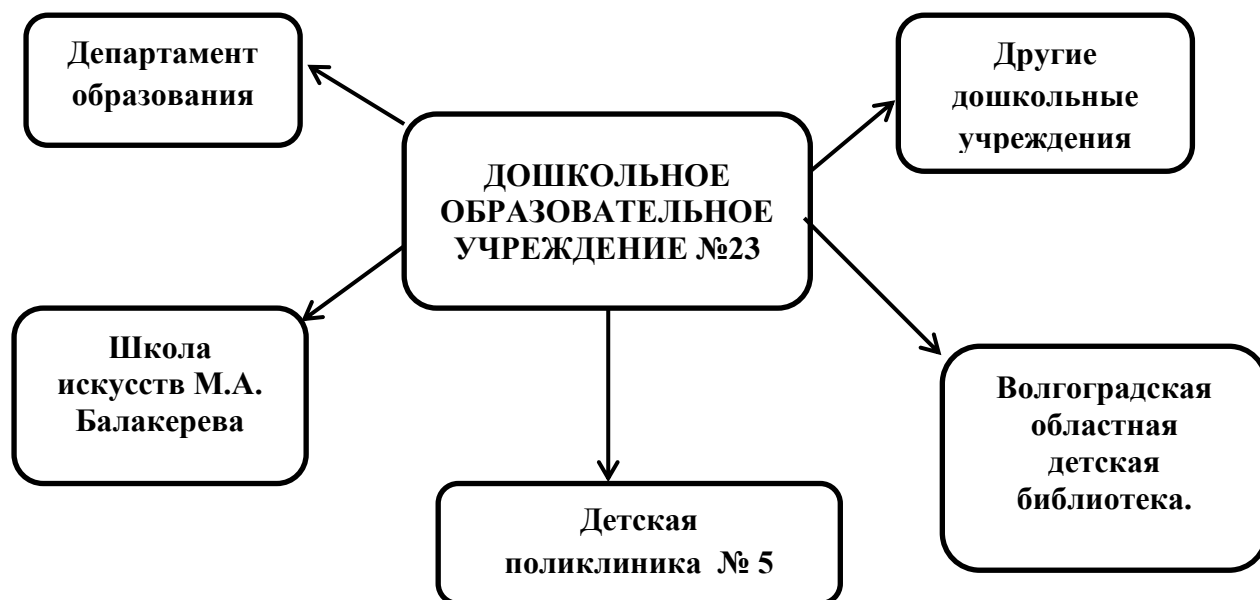 Департамент
образования
Другие
дошкольные
учреждения
ДОШКОЛЬНОЕ
ОБРАЗОВАТЕЛЬНОЕ
УЧРЕЖДЕНИЕ №23
Школа
искусств М.А.
Балакерева
Волгоградская
областная
детская
библиотека.
Детская
поликлиника № 5